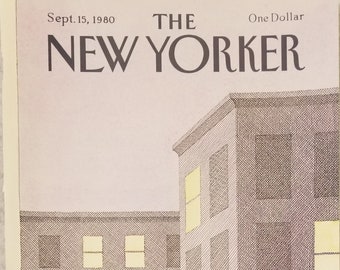 Sept. 15, 1980 THE One Dollar
NEW YORKER